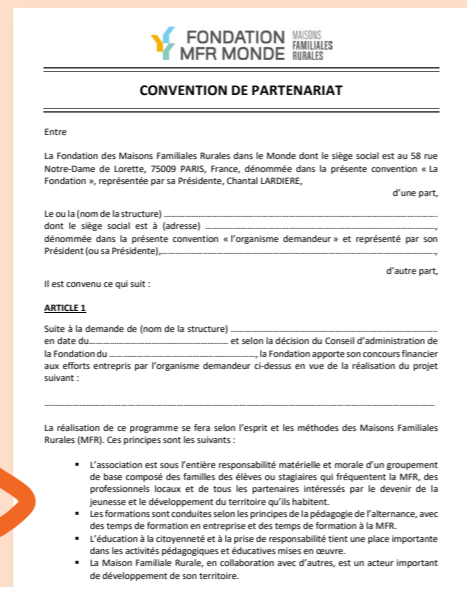 FONDATION
MFR MONDE
MAISONS
FAMILIALES
RURALES
CONVENTION DE PARTENARIAT
Entre
La Fondation des Maisons Familiales Rurales dans le Monde dont le siège social est au 58 rue
Notre-Dame de Lorette, 75009 PARIS, France, dénommée dans la présente convention « La
Fondation », représentée par sa Présidente, Chantal LARDIERE,
d'une part,
Le ou la (nom de la structure) ........................................
dont le siège social est à (adresse) ........................................,
dénommée dans la présente convention « l'organisme demandeur » et représenté par son
Président (ou sa Présidente),........................................,
d'autre part,
Il est convenu ce qui suit :
ARTICLE 1
Suite à la demande de (nom de la structure) ........................................
en date du........................................ et selon la décision du Conseil d'administration de
la Fondation du ........................................, la Fondation apporte son concours financier
aux efforts entrepris par l'organisme demandeur ci-dessus en vue de la réalisation du projet
suivant :
........................................
La réalisation de ce programme se fera selon l'esprit et les méthodes des Maisons Familiales
Rurales (MFR). Ces principes sont les suivants :
▪ L'association est sous l'entière responsabilité matérielle et morale d'un groupement
de base composé des familles des élèves ou stagiaires qui fréquentent la MFR, des
professionnels locaux et de tous les partenaires intéressés par le devenir de la
jeunesse et le développement du territoire qu'ils habitent.
▪ Les formations sont conduites selon les principes de la pédagogie de l'alternance, avec
des temps de formation en entreprise et des temps de formation à la MFR.
▪ L'éducation à la citoyenneté et à la prise de responsabilité tient une place importante
dans les activités pédagogiques et éducatives mises en œuvre.
▪ La Maison Familiale Rurale, en collaboration avec d'autres, est un acteur important
de développement de son territoire.